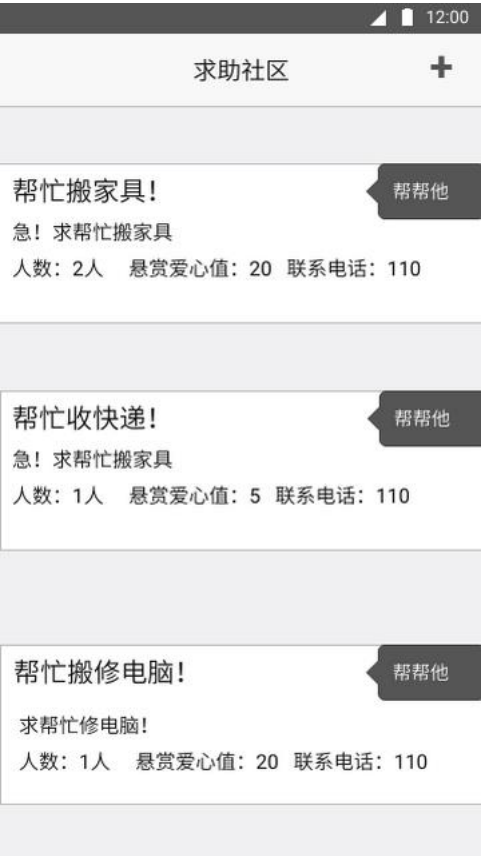 12:00
求助社区
帮忙搬家具！
帮帮他
急！求帮忙搬家具
人数：2人 悬赏爱心值：20 联系电话：110
帮忙收快递！
帮帮他
急！求帮忙搬家具
人数：1人 悬赏爱心值：5 联系电话：110
帮忙搬修电脑！
帮帮他
求帮忙修电脑！
人数：1人 悬赏爱心值：20 联系电话：110